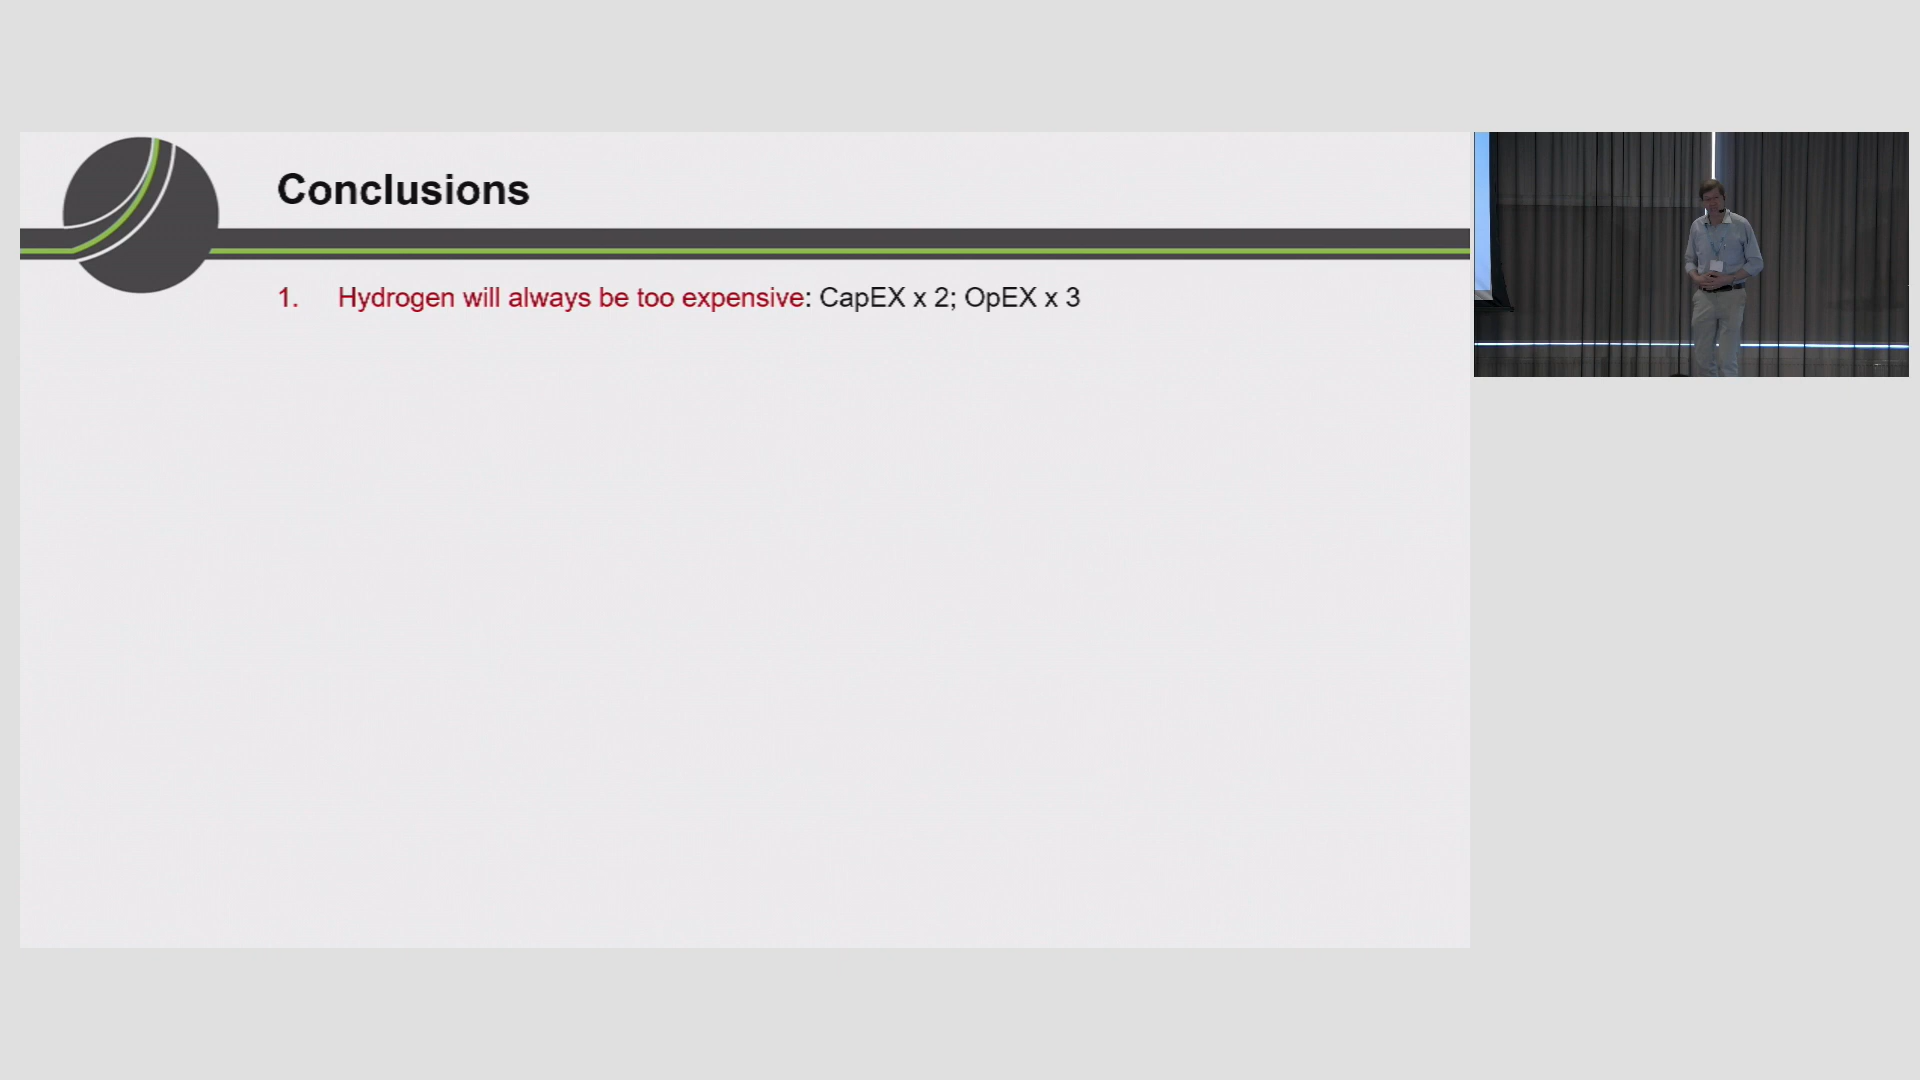 Conclusions
1. Hydrogen will always be too expensive: CapEX x 2; OpEX x 3